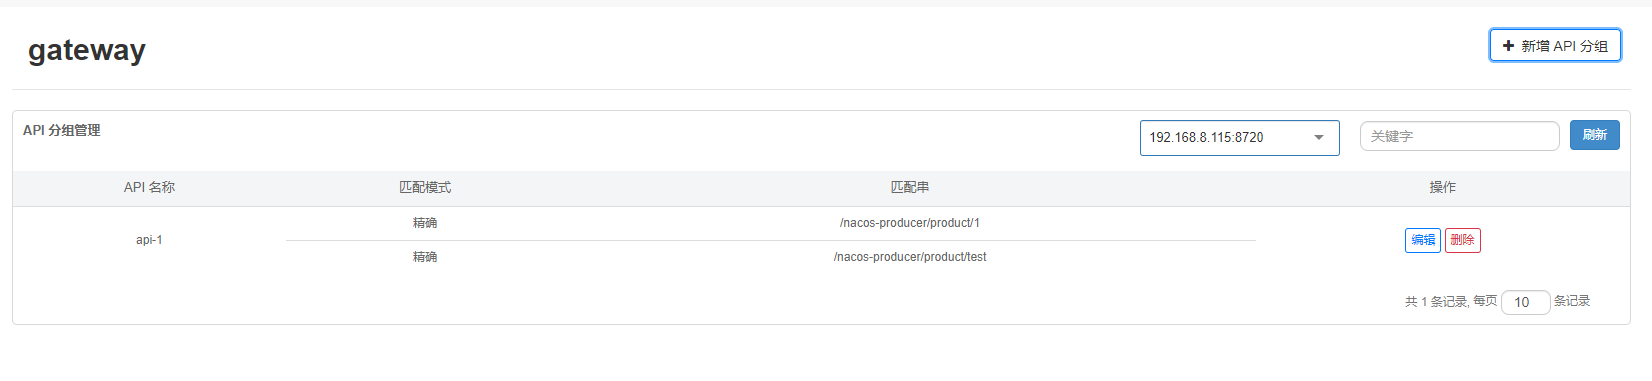 gateway
新增 API 分组
API 分组管理
192.168.8.115:8720
关键字
刷新
API 名称 匹配模式 匹配串 操作
api-1
精确 /nacos-producer/product/1
精确 /nacos-producer/product/test
编辑 删除
共 1 条记录, 每页 10 条记录